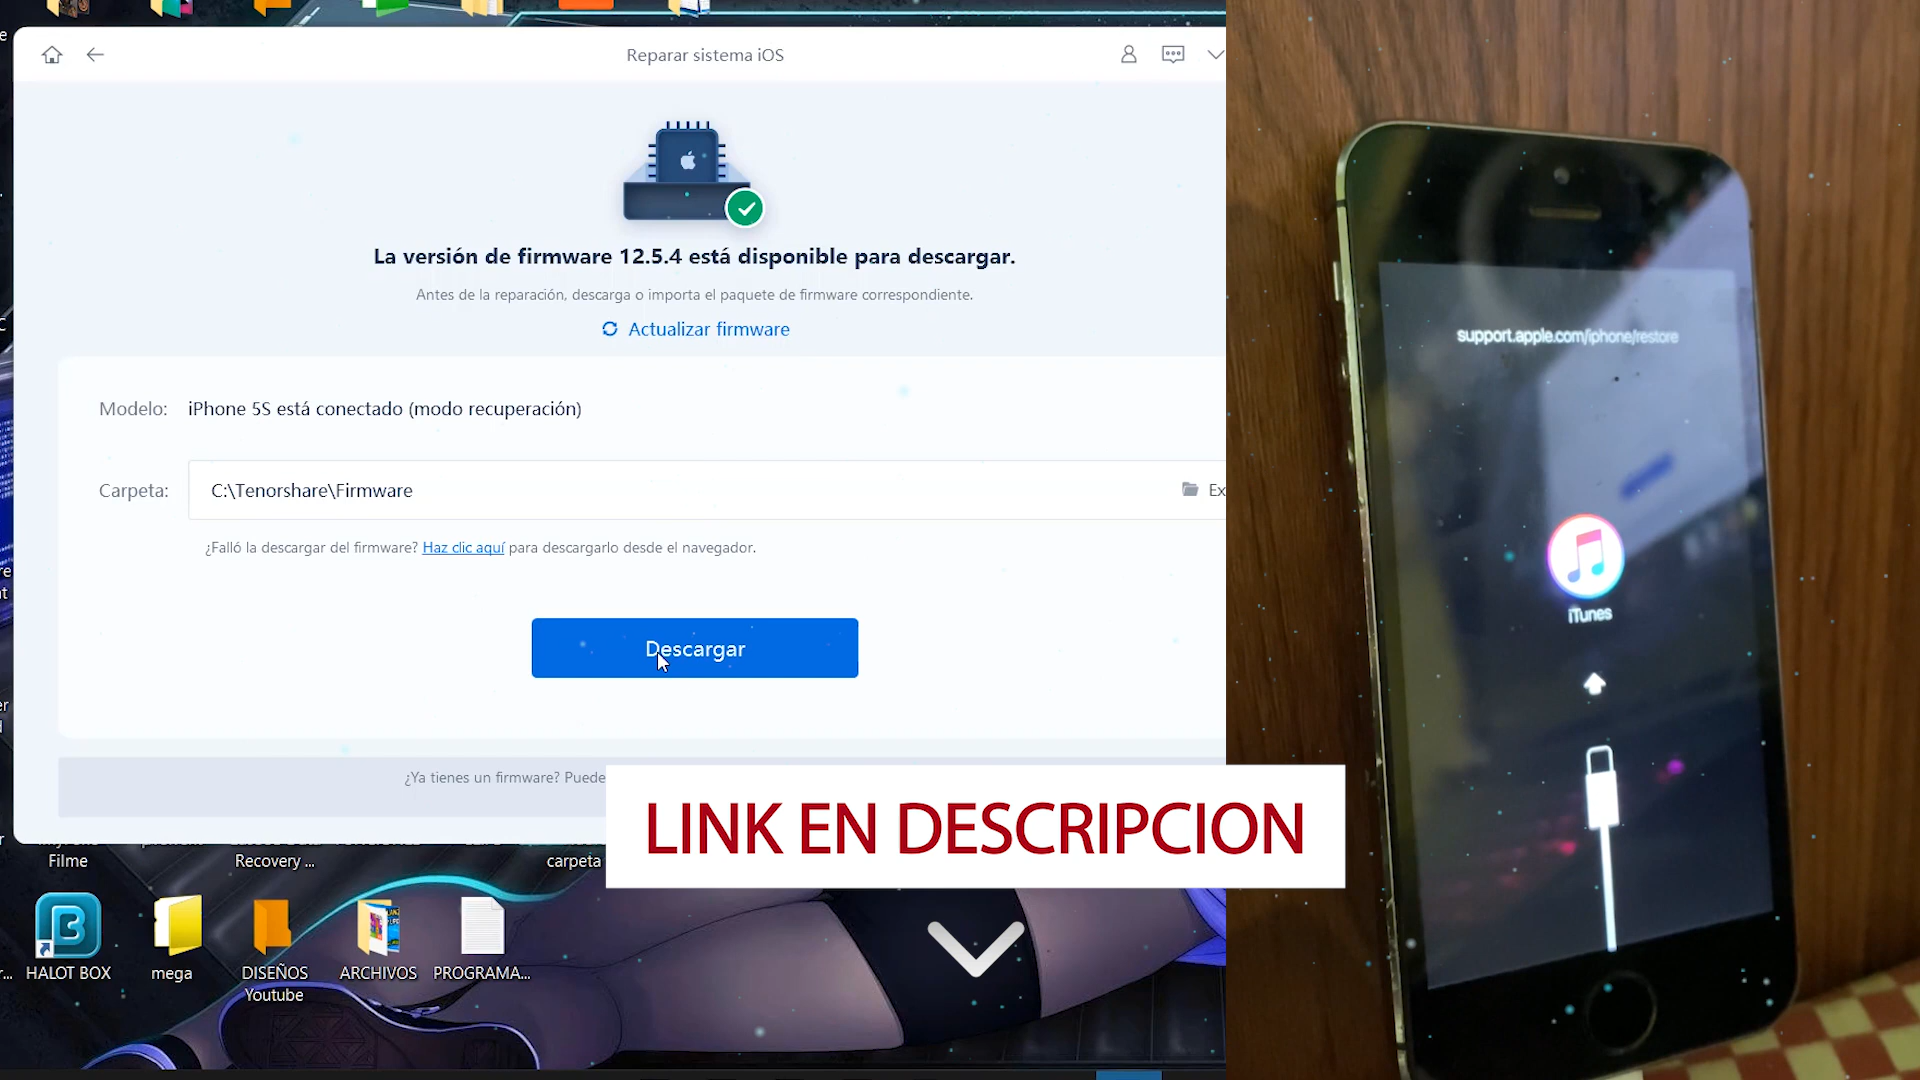 Reparar sistema iOS
La versión de firmware 12.5.4 está disponible para descargar.
Antes de la reparación, descarga o importa el paquete de firmware correspondiente.
Actualizar firmware
Modelo: iPhone 5S está conectado (modo recuperación)
Carpeta: C:\Tenorshare\Firmware
Ex
¿Falló la descargar del firmware? Haz clic aquí para descargarlo desde el navegador.
Descargar
¿Ya tienes un firmware? Puede
LINK EN DESCRIPCION
Filme
Recovery ...
carpeta
HALOT BOX
mega
DISEÑOS
Youtube
ARCHIVOS
PROGRAMA...
support.apple.com/iphone/restore
iTunes